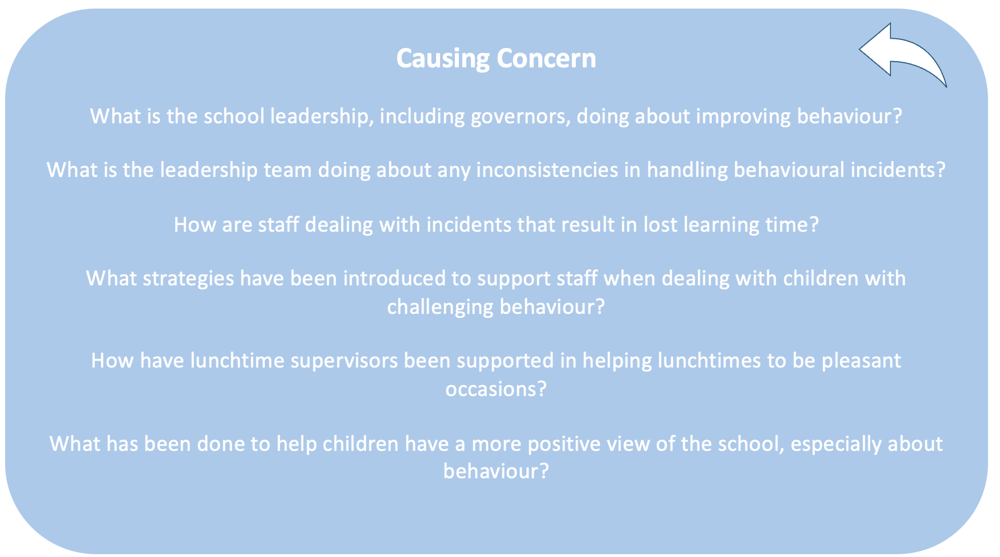 Causing Concern
What is the school leadership, including governors, doing about improving behaviour?
What is the leadership team doing about any inconsistencies in handling behavioural incidents?
How are staff dealing with incidents that result in lost learning time?
What strategies have been introduced to support staff when dealing with children with
challenging behaviour?
How have lunchtime supervisors been supported in helping lunchtimes to be pleasant
occasions?
What has been done to help children have a more positive view of the school, especially about
behaviour?